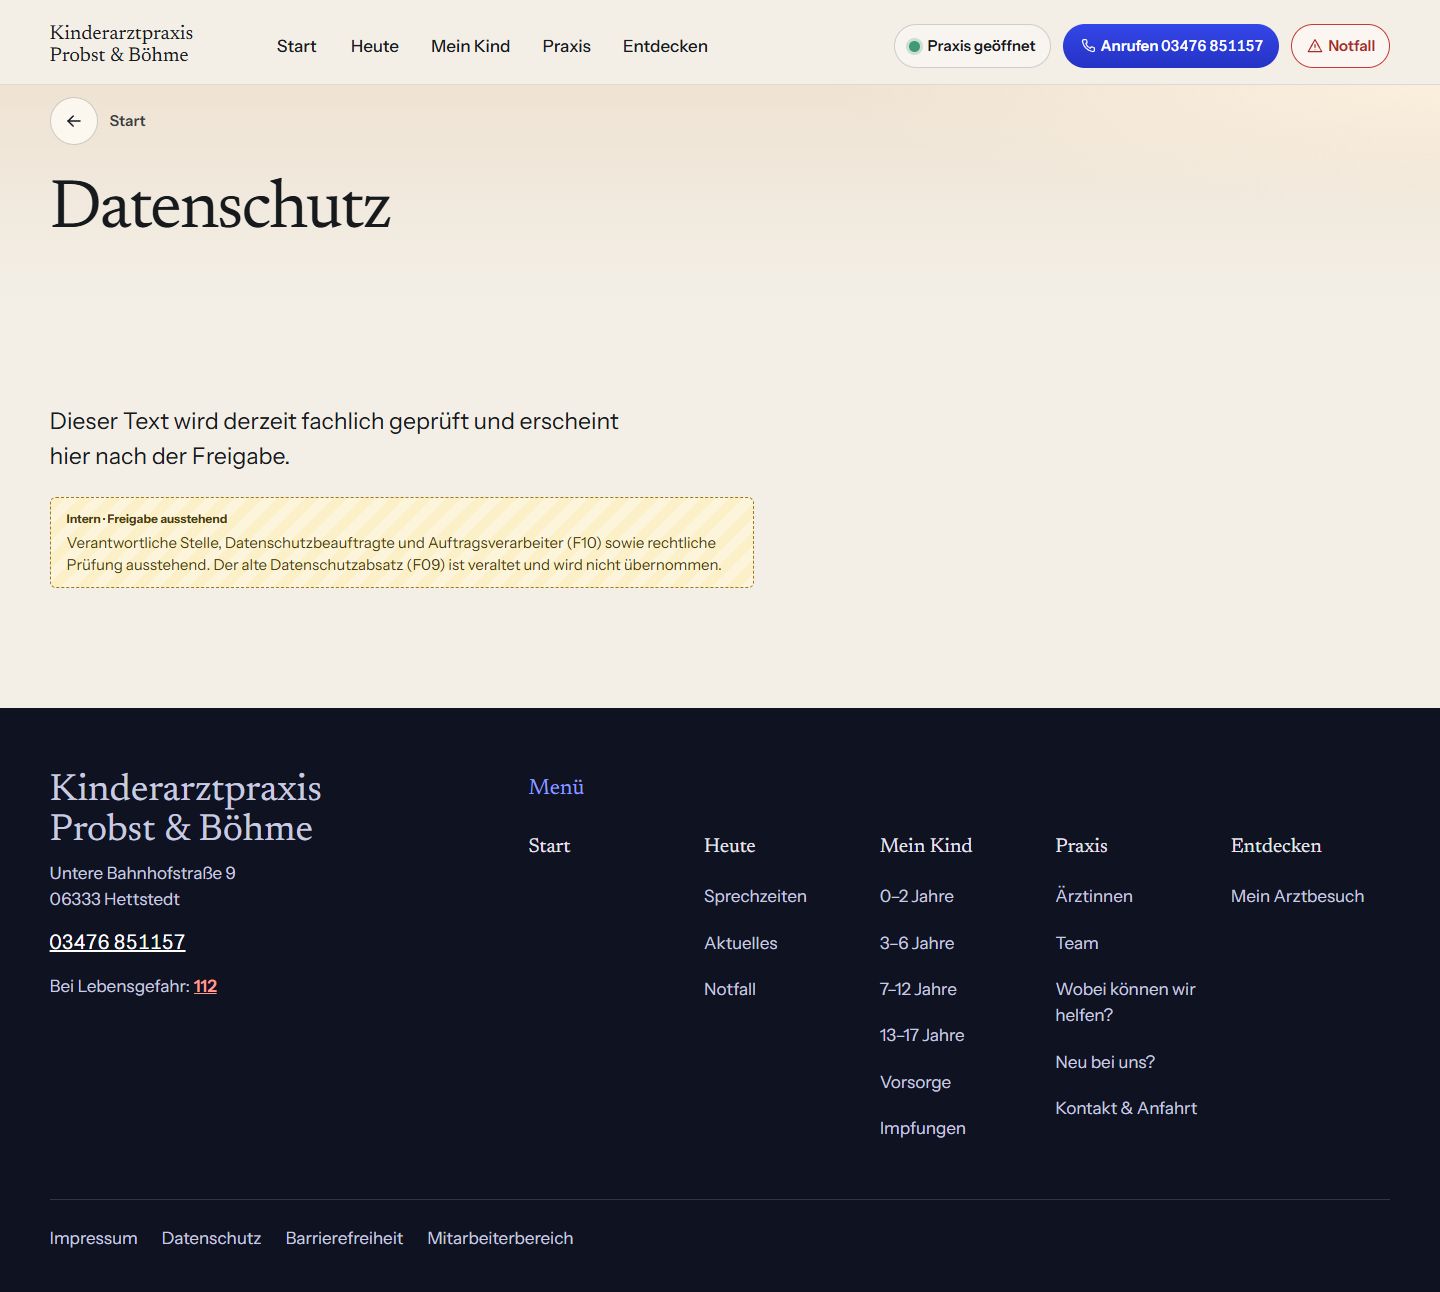 Kinderarztpraxis
Probst & Böhme
Start
Heute
Mein Kind
Praxis
Entdecken
Praxis geöffnet
Anrufen 03476 851157
Notfall
Start
Datenschutz
Dieser Text wird derzeit fachlich geprüft und erscheint
hier nach der Freigabe.
Intern · Freigabe ausstehend
Verantwortliche Stelle, Datenschutzbeauftragte und Auftragsverarbeiter (F10) sowie rechtliche
Prüfung ausstehend. Der alte Datenschutzabsatz (F09) ist veraltet und wird nicht übernommen.
Kinderarztpraxis
Probst & Böhme
Untere Bahnhofstraße 9
06333 Hettstedt
03476 851157
Bei Lebensgefahr: 112
Menü
Start
Heute
Sprechzeiten
Aktuelles
Notfall
Mein Kind
0–2 Jahre
3–6 Jahre
7–12 Jahre
13–17 Jahre
Vorsorge
Impfungen
Praxis
Ärztinnen
Team
Wobei können wir
helfen?
Neu bei uns?
Kontakt & Anfahrt
Entdecken
Mein Arztbesuch
Impressum
Datenschutz
Barrierefreiheit
Mitarbeiterbereich